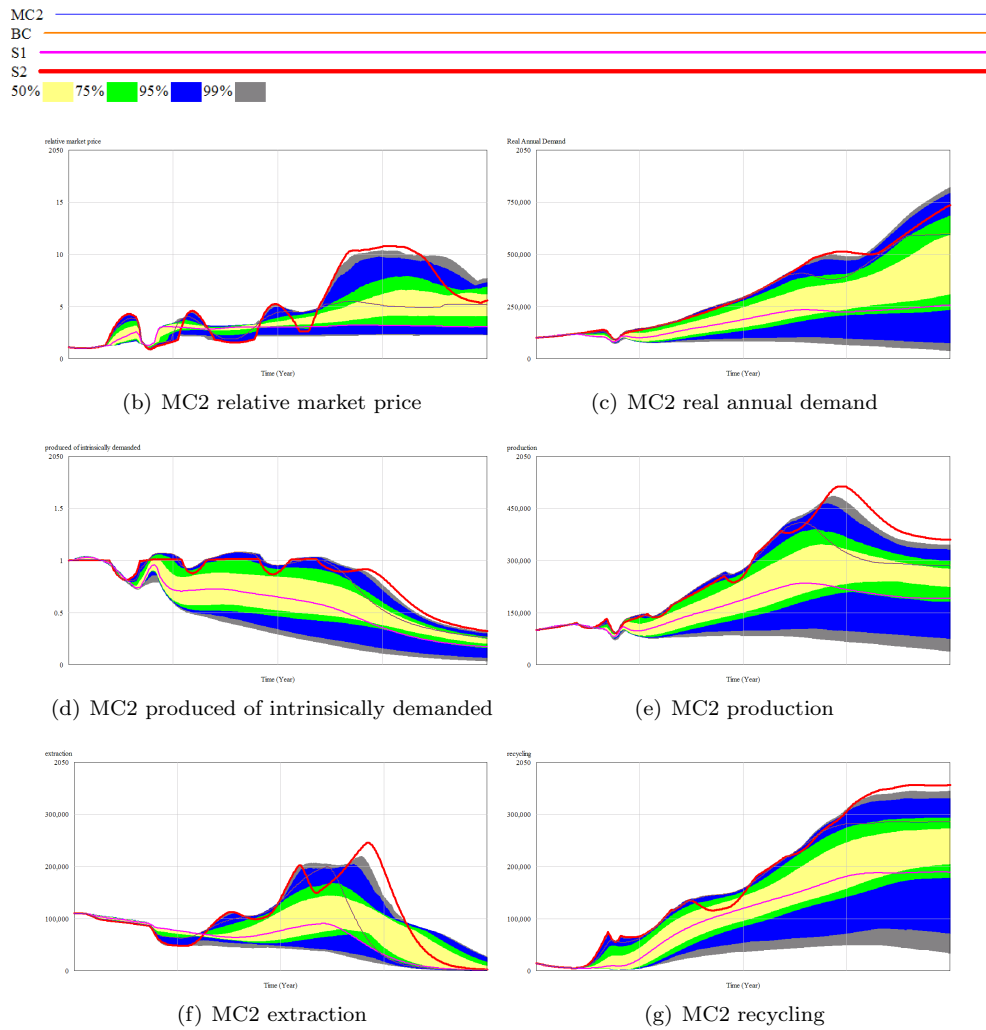 MC2
BC
S1
S2
50% 75% 95% 99%
relative market price
2050
15
10
5
0
Time (Year)
(b) MC2 relative market price
Real Annual Demand
2050
750,000
500,000
250,000
0
Time (Year)
(c) MC2 real annual demand
produced of intrinsically demanded
2050
1.5
1
0.5
0
Time (Year)
(d) MC2 produced of intrinsically demanded
production
2050
450,000
300,000
150,000
0
Time (Year)
(e) MC2 production
extraction
2050
300,000
200,000
100,000
0
Time (Year)
(f) MC2 extraction
recycling
2050
300,000
200,000
100,000
0
Time (Year)
(g) MC2 recycling